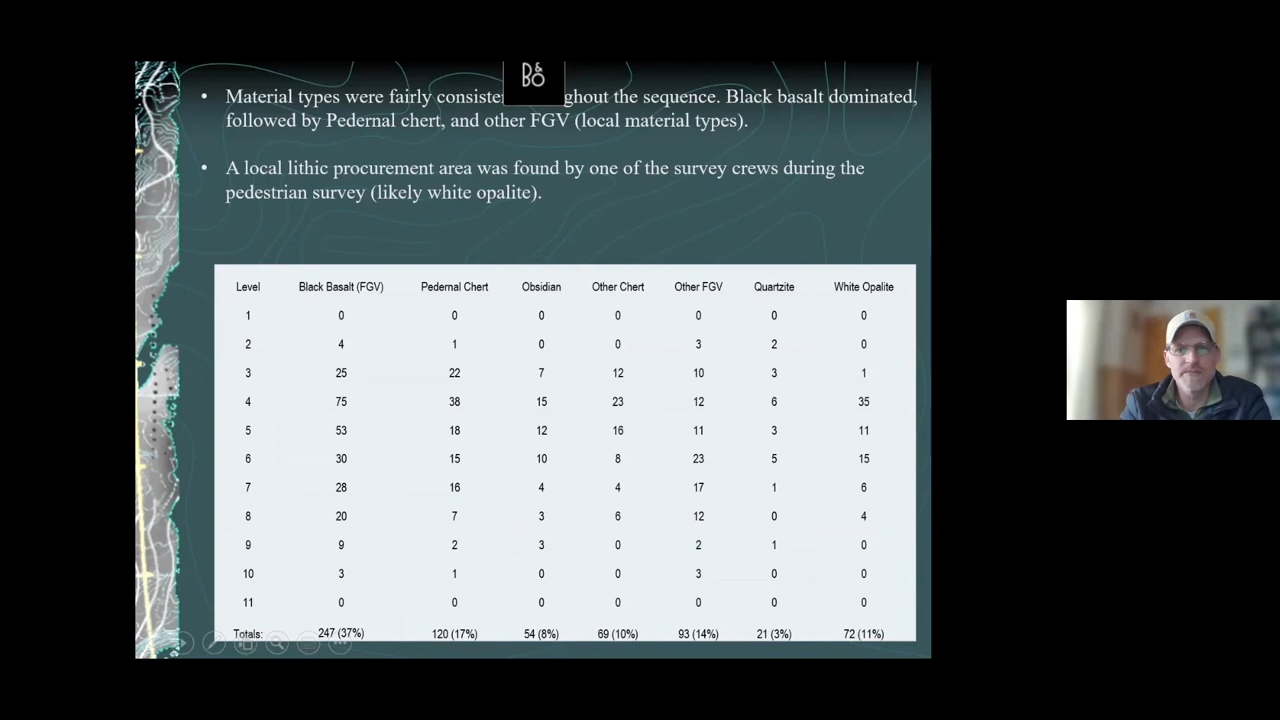 B&O
• Material types were fairly consiste ghout the sequence. Black basalt dominated,
followed by Pedernal chert, and other FGV (local material types).
• A local lithic procurement area was found by one of the survey crews during the
pedestrian survey (likely white opalite).
Level Black Basalt (FGV) Pedernal Chert Obsidian Other Chert Other FGV Quartzite White Opalite
1 0 0 0 0 0 0 0
2 4 1 0 0 3 2 0
3 25 22 7 12 10 3 1
4 75 38 15 23 12 6 35
5 53 18 12 16 11 3 11
6 30 15 10 8 23 5 15
7 28 16 4 4 17 1 6
8 20 7 3 6 12 0 4
9 9 2 3 0 2 1 0
10 3 1 0 0 3 0 0
11 0 0 0 0 0 0 0
Totals: 247 (37%) 120 (17%) 54 (8%) 69 (10%) 93 (14%) 21 (3%) 72 (11%)